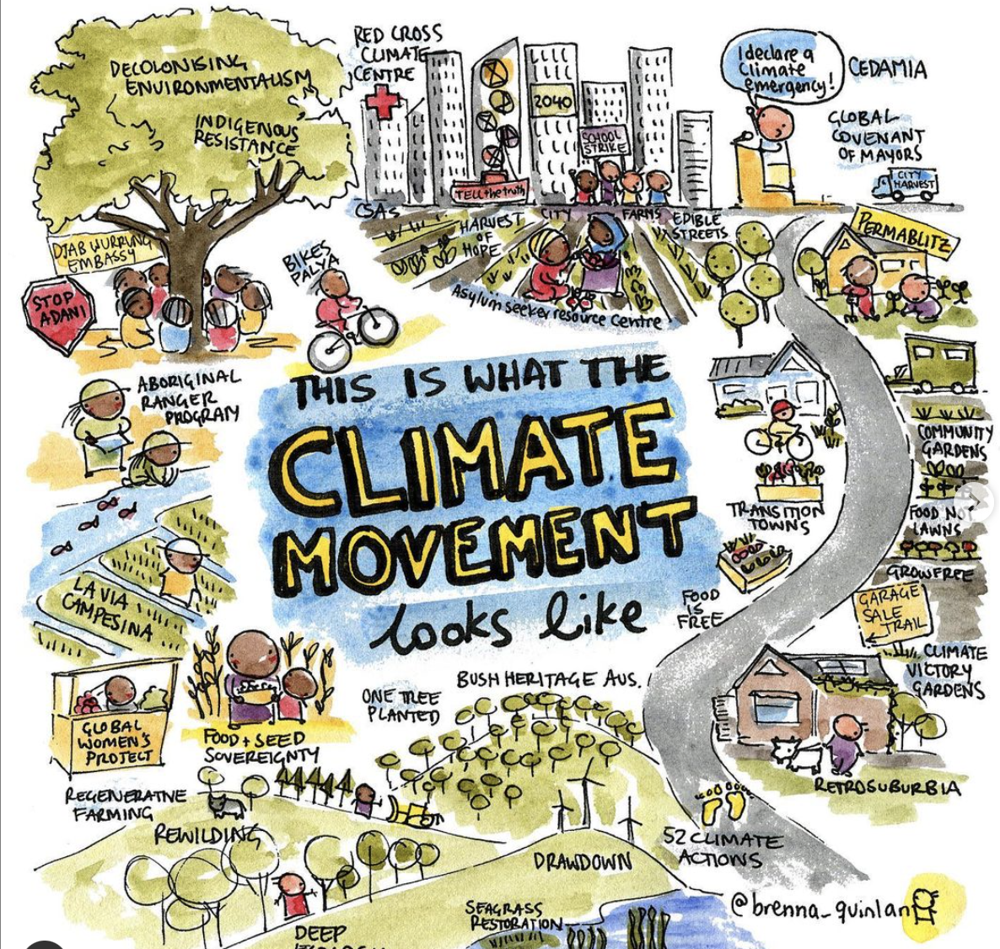 DECOLONISING
ENVIRONMENTALISM
INDIGENOUS
RESISTANCE
RED CROSS
CLIMATE
CENTRE
2040
SCHOOL
STRIKE
TELL the truth
I declare a
Climate
emergency!
CEDAMIA
GLOBAL
COVENANT
OF MAYORS
CITY
HARVEST
DJAB WURRUNG
EMBASSY
STOP
ADANI
BIKES
PALYA
CSAs
HARVEST
OF
HOPE
CITY FARMS
EDIBLE
STREETS
Asylum seeker resource centre
PERMABLITZ
ABORIGINAL
RANGER
PROGRAM
THIS IS WHAT THE
CLIMATE
MOVEMENT
looks like
COMMUNITY
GARDENS
TRANSITION
TOWNS
FOOD NOT
LAWNS
GROW FREE
LA VIA
CAMPESINA
FOOD
IS
FREE
GARAGE
SALE
TRAIL
CLIMATE
VICTORY
GARDENS
GLOBAL
WOMEN'S
PROJECT
FOOD + SEED
SOVEREIGNTY
ONE TREE
PLANTED
BUSH HERITAGE AUS.
RETROSUBURBIA
REGENERATIVE
FARMING
REWILDING
52 CLIMATE
ACTIONS
DRAWDOWN
SEAGRASS
RESTORATION
DEEP
@brenna_quinlan